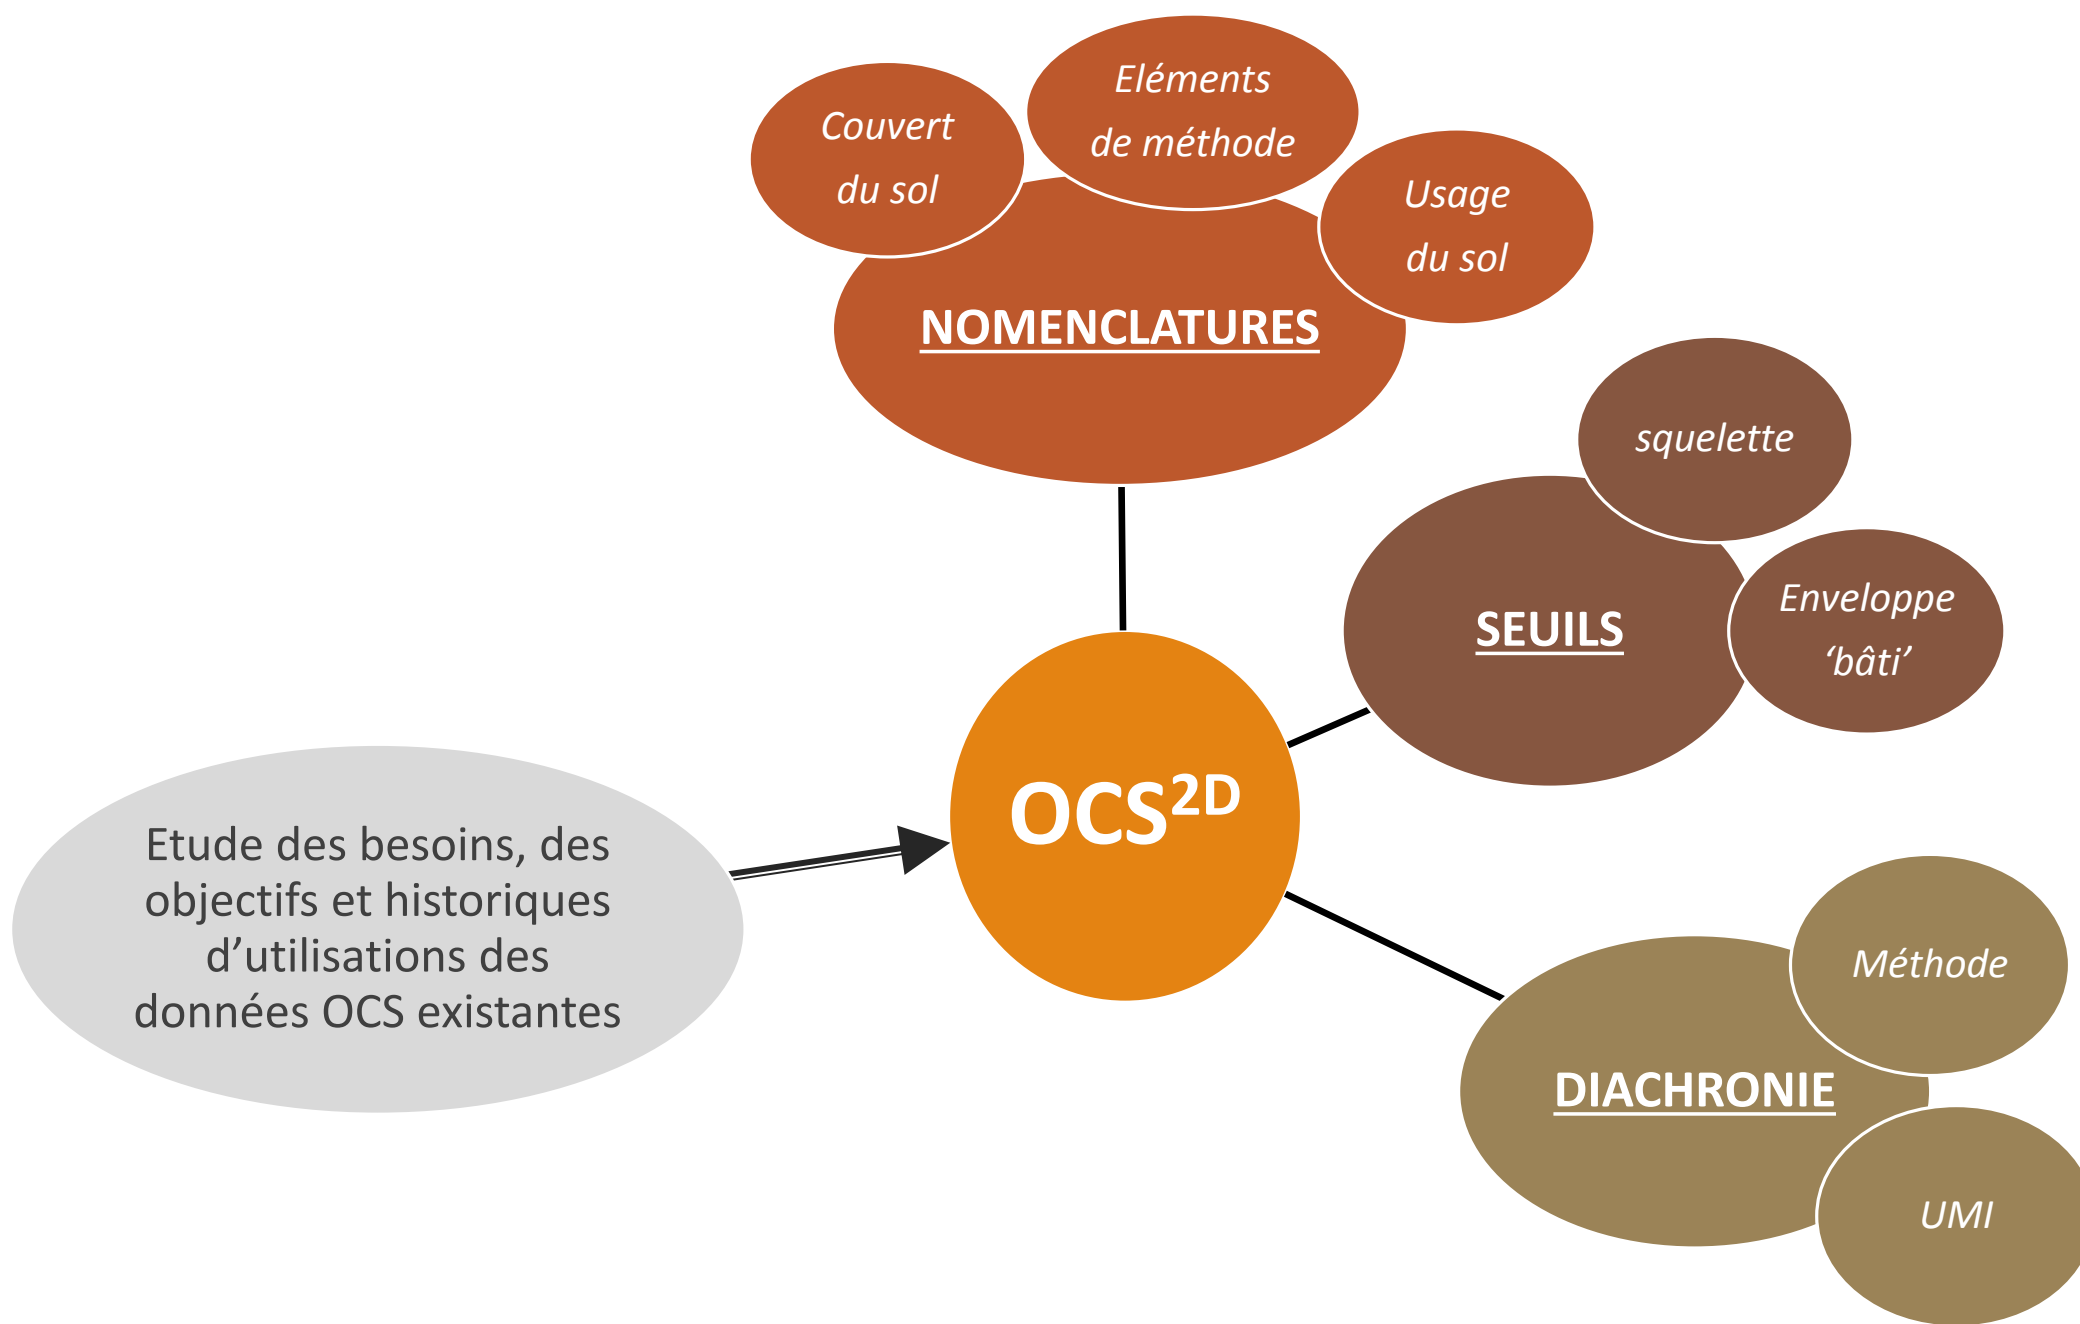 Eléments
de méthode
Couvert
du sol
Usage
du sol
NOMENCLATURES
squelette
Enveloppe
‘bâti’
SEUILS
OCS2D
Etude des besoins, des
objectifs et historiques
d’utilisations des
données OCS existantes
Méthode
DIACHRONIE
UMI